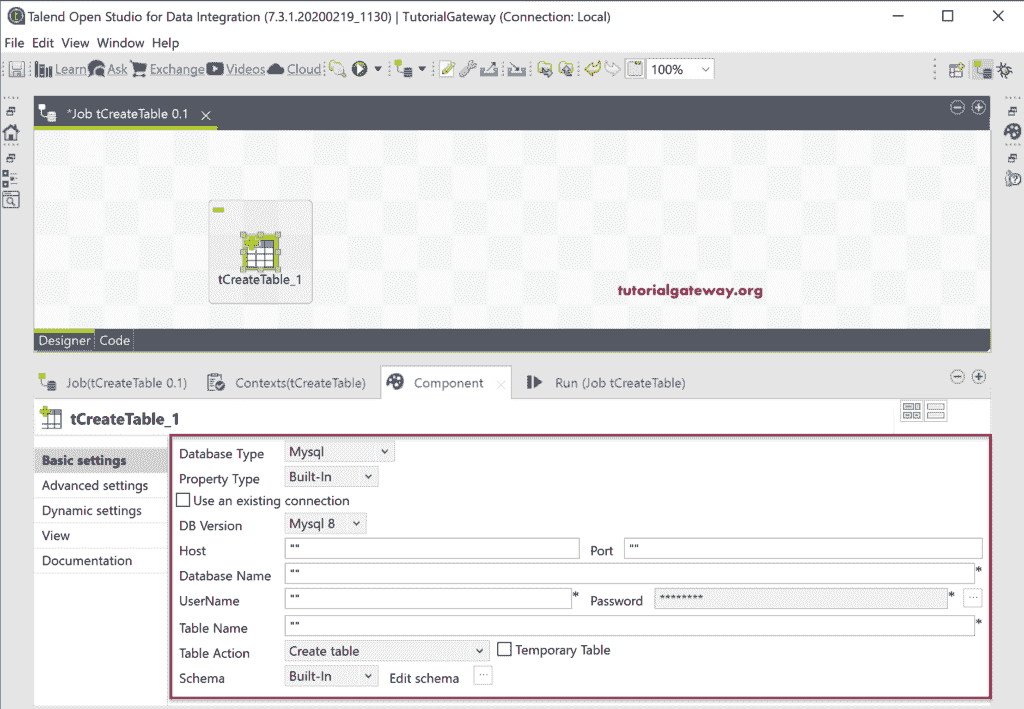 Talend Open Studio for Data Integration (7.3.1.20200219_1130) | TutorialGateway (Connection: Local)
File Edit View Window Help
Learn Ask Exchange Videos Cloud 100%
*Job tCreateTable 0.1
tCreateTable_1
tutorialgateway.org
Designer Code
Job(tCreateTable 0.1) Contexts(tCreateTable) Component Run (Job tCreateTable)
tCreateTable_1
Basic settings
Advanced settings
Dynamic settings
View
Documentation
Database Type Mysql
Property Type Built-In
Use an existing connection
DB Version Mysql 8
Host "" Port ""
Database Name "" *
UserName "" * Password ******** * ...
Table Name "" *
Table Action Create table Temporary Table
Schema Built-In Edit schema ...